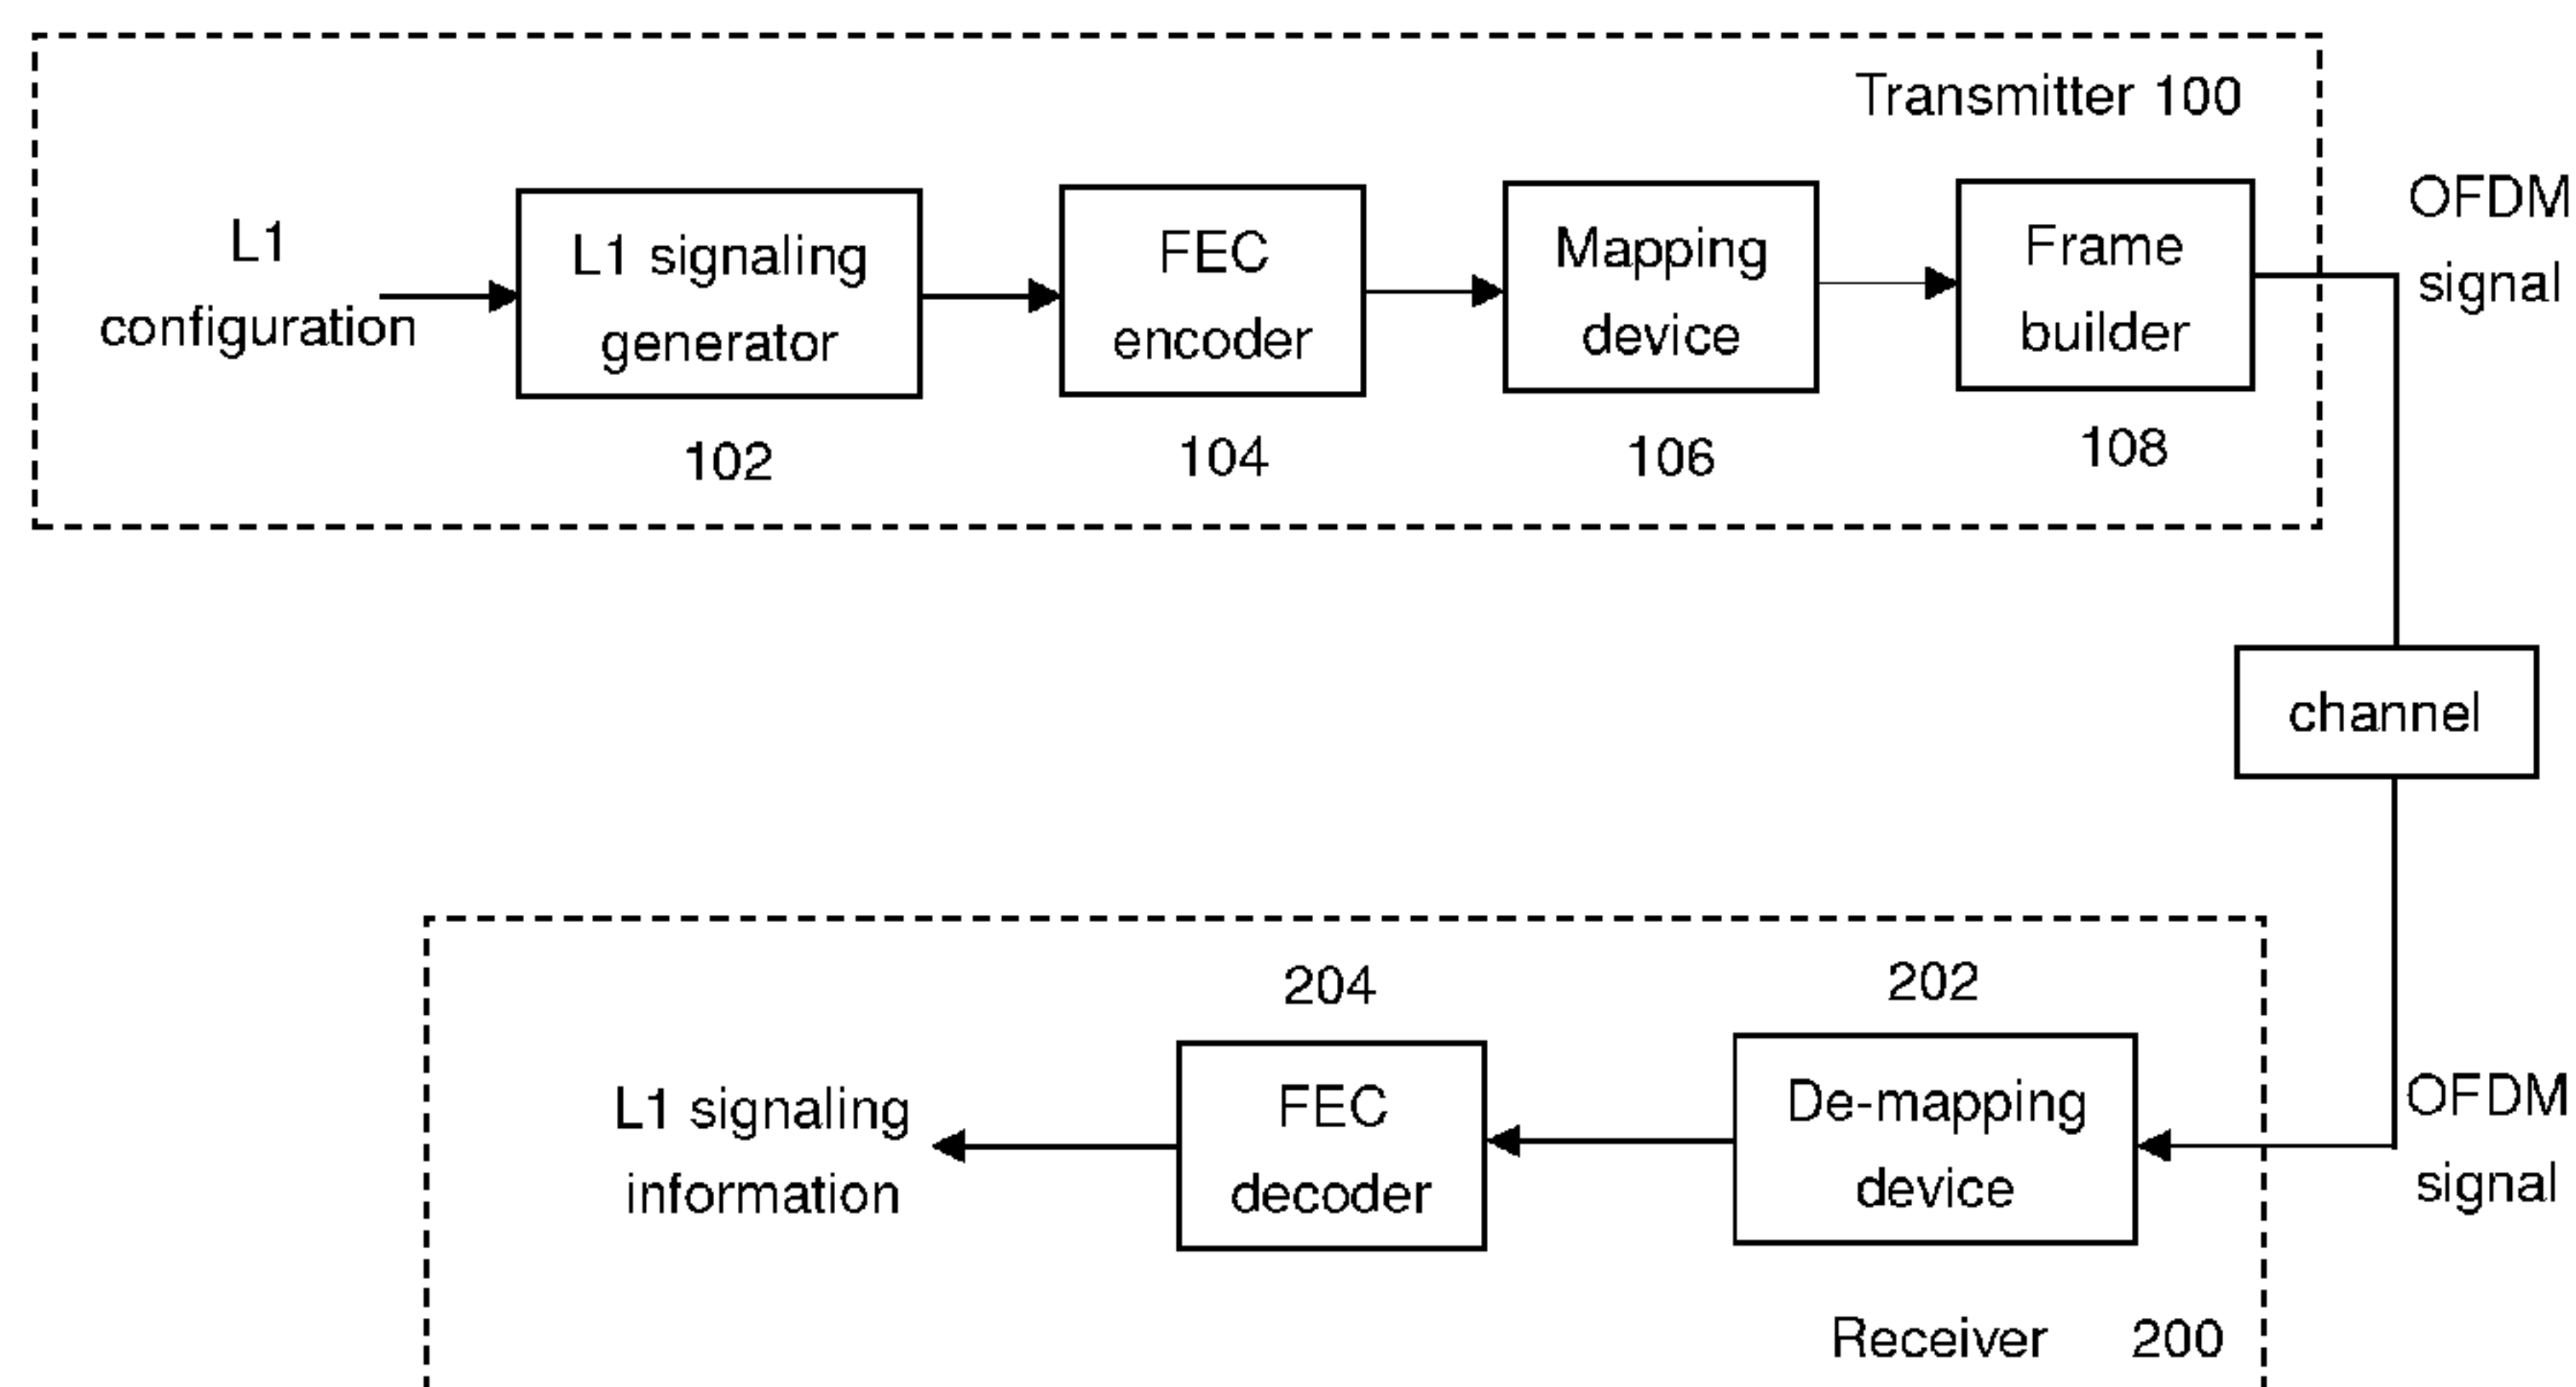 Transmitter 100
L1
configuration
L1 signaling
generator
102
FEC
encoder
104
Mapping
device
106
Frame
builder
108
OFDM
signal
channel
OFDM
signal
202
De-mapping
device
204
FEC
decoder
L1 signaling
information
Receiver 200